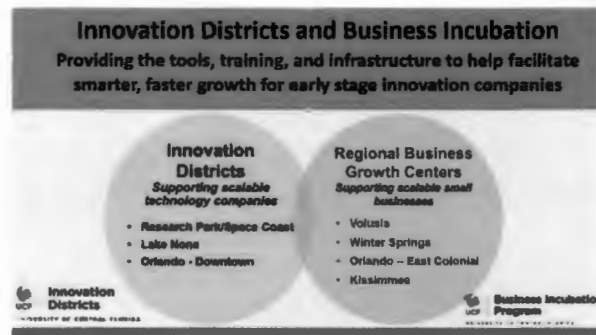 Innovation Districts and Business Incubation
Providing the tools, training, and infrastructure to help facilitate
smarter, faster growth for early stage innovation companies
Innovation
Districts
Supporting scalable
technology companies
• Research Park/Space Coast
• Lake Nona
• Orlando - Downtown
Regional Business
Growth Centers
Supporting scalable small
businesses
• Volusia
• Winter Springs
• Orlando – East Colonial
• Kissimmee
UCF
Innovation
Districts
UNIVERSITY OF CENTRAL FLORIDA
UCF
Business Incubation
Program